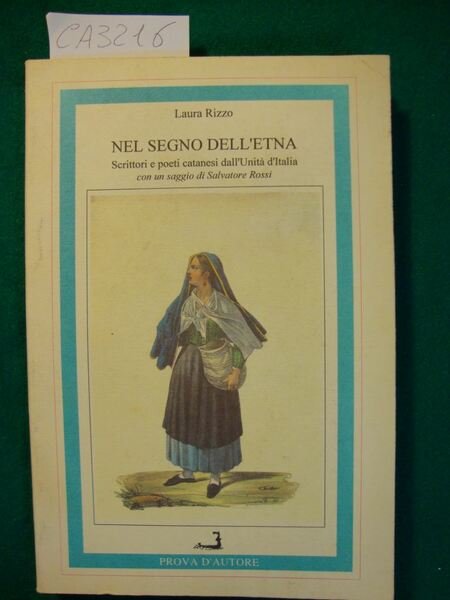 CA3216
Laura Rizzo
NEL SEGNO DELL'ETNA
Scrittori e poeti catanesi dall'Unità d'Italia
con un saggio di Salvatore Rossi
PROVA D'AUTORE